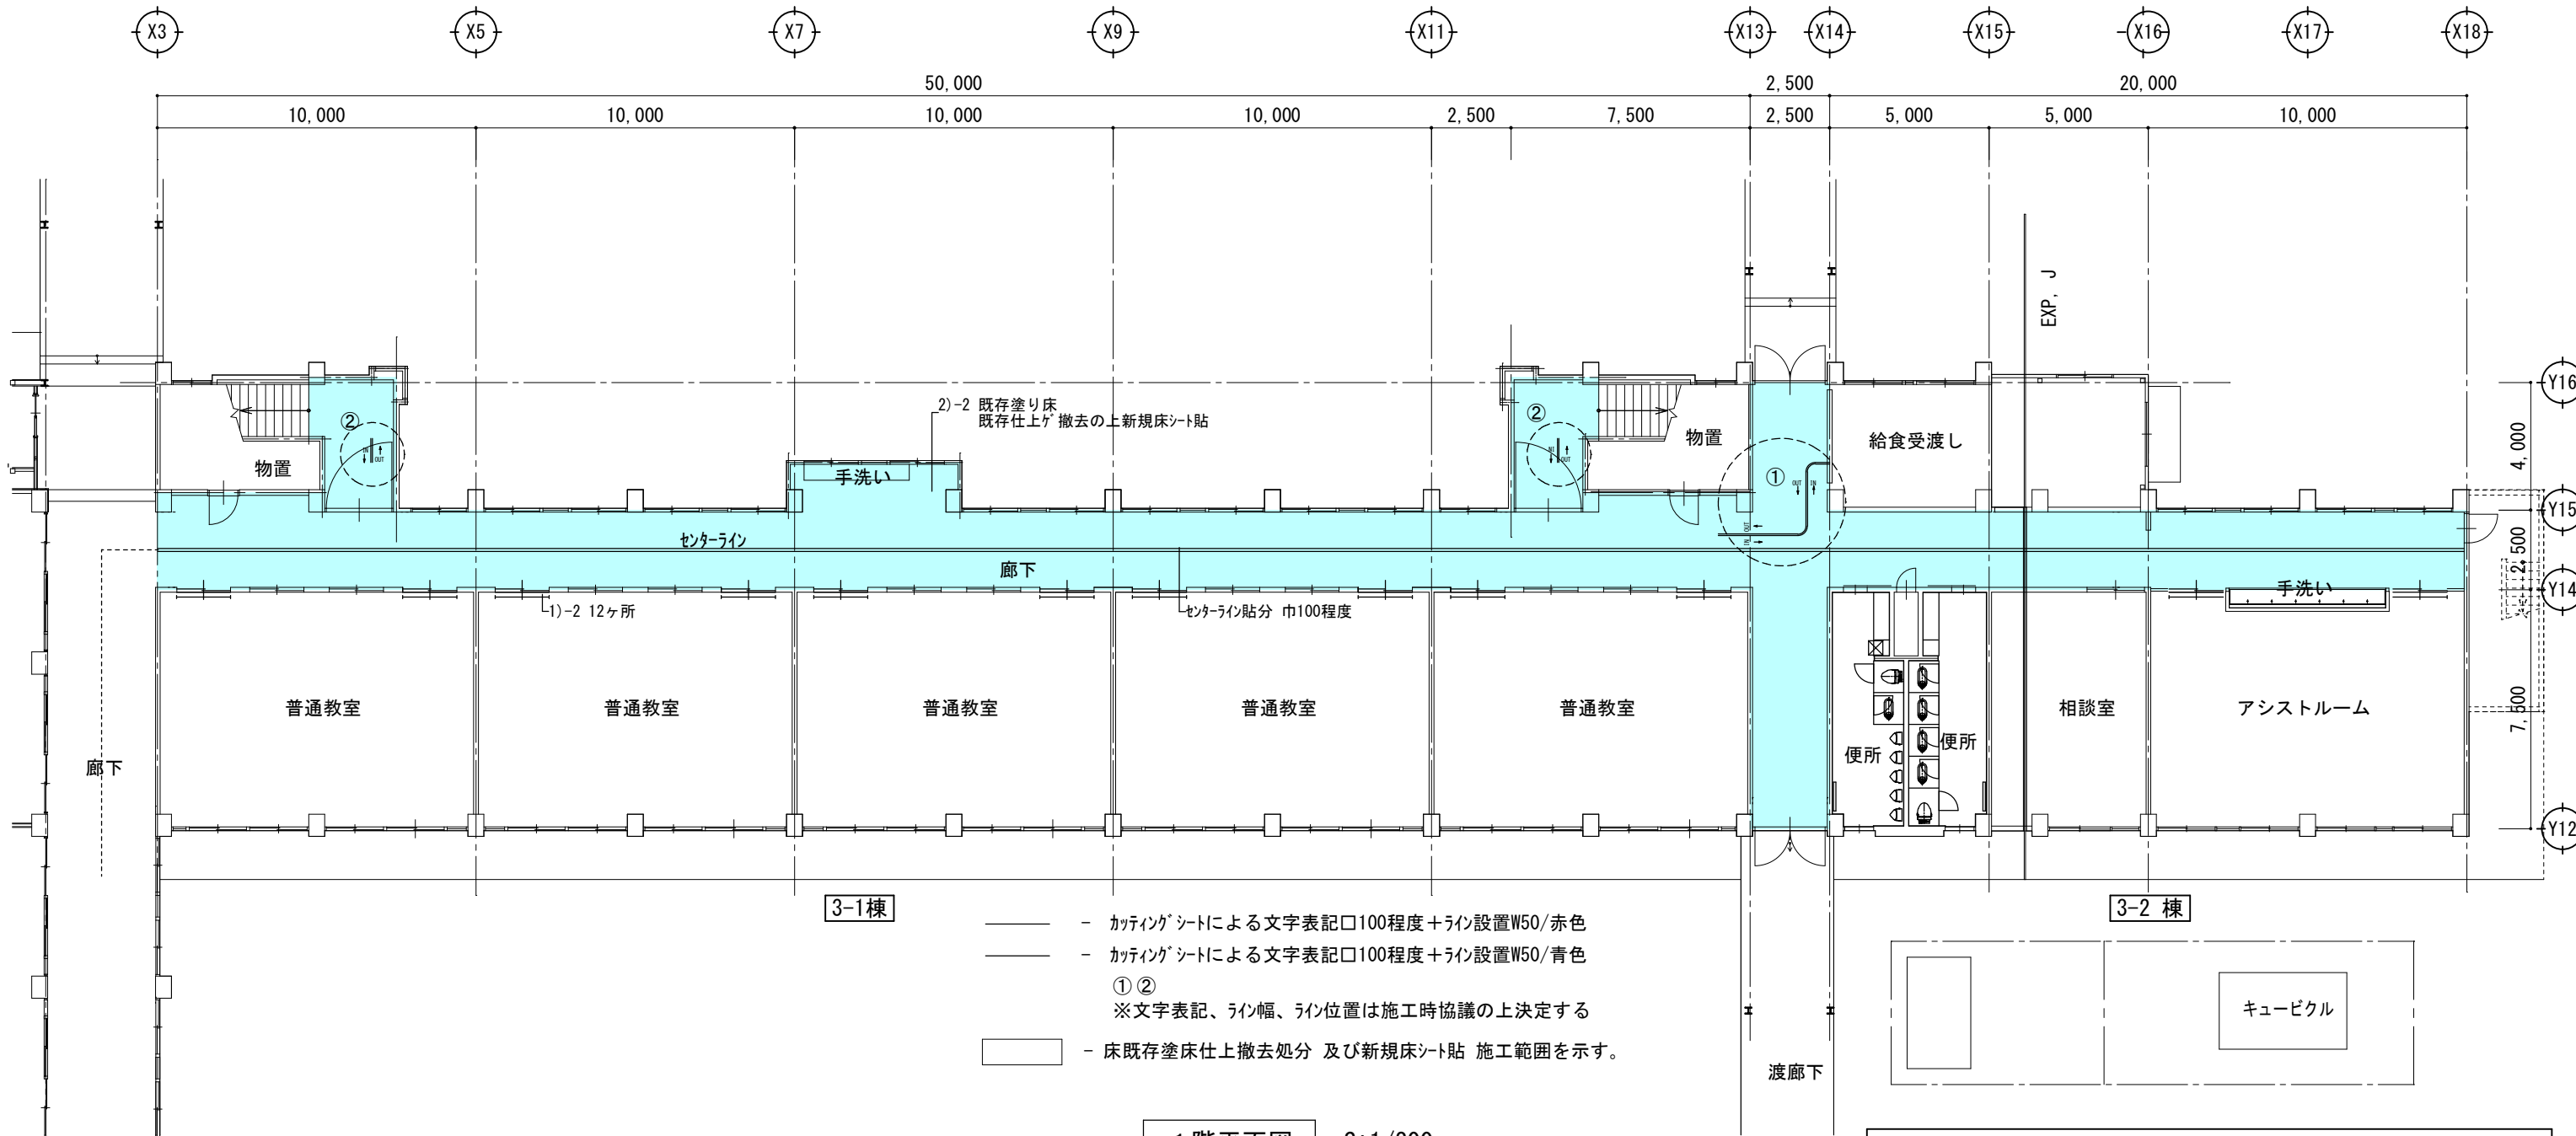 X3 X5 X7 X9 X11 X13 X14 X15 X16 X17 X18
50,000 2,500 20,000
10,000 10,000 10,000 10,000 2,500 7,500 2,500 5,000 5,000 10,000
EXP, J
Y16
4,000
Y15
2,500
Y14
7,500
Y12
②
IN
OUT
物置
2)-2 既存塗り床
既存仕上ゲ撤去の上新規床シート貼
手洗い
②
IN
OUT
物置
①
OUT
IN
OUT
IN
給食受渡し
センターライン
廊下
手洗い
1)-2 12ヶ所
センターライン貼分 巾100程度
普通教室 普通教室 普通教室 普通教室 普通教室
便所 便所
相談室
アシストルーム
廊下
3-1棟
3-2 棟
- カッティングシートによる文字表記□100程度+ライン設置W50/赤色
- カッティングシートによる文字表記□100程度+ライン設置W50/青色
①②
※文字表記、ライン幅、ライン位置は施工時協議の上決定する
- 床既存塗床仕上撤去処分 及び新規床シート貼 施工範囲を示す。
キュービクル
渡廊下